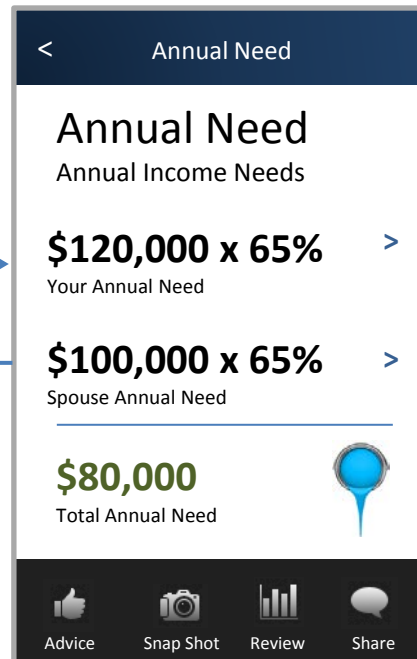 < Annual Need
Annual Need
Annual Income Needs
$120,000 x 65% >
Your Annual Need
$100,000 x 65% >
Spouse Annual Need
$80,000
Total Annual Need
Advice Snap Shot Review Share